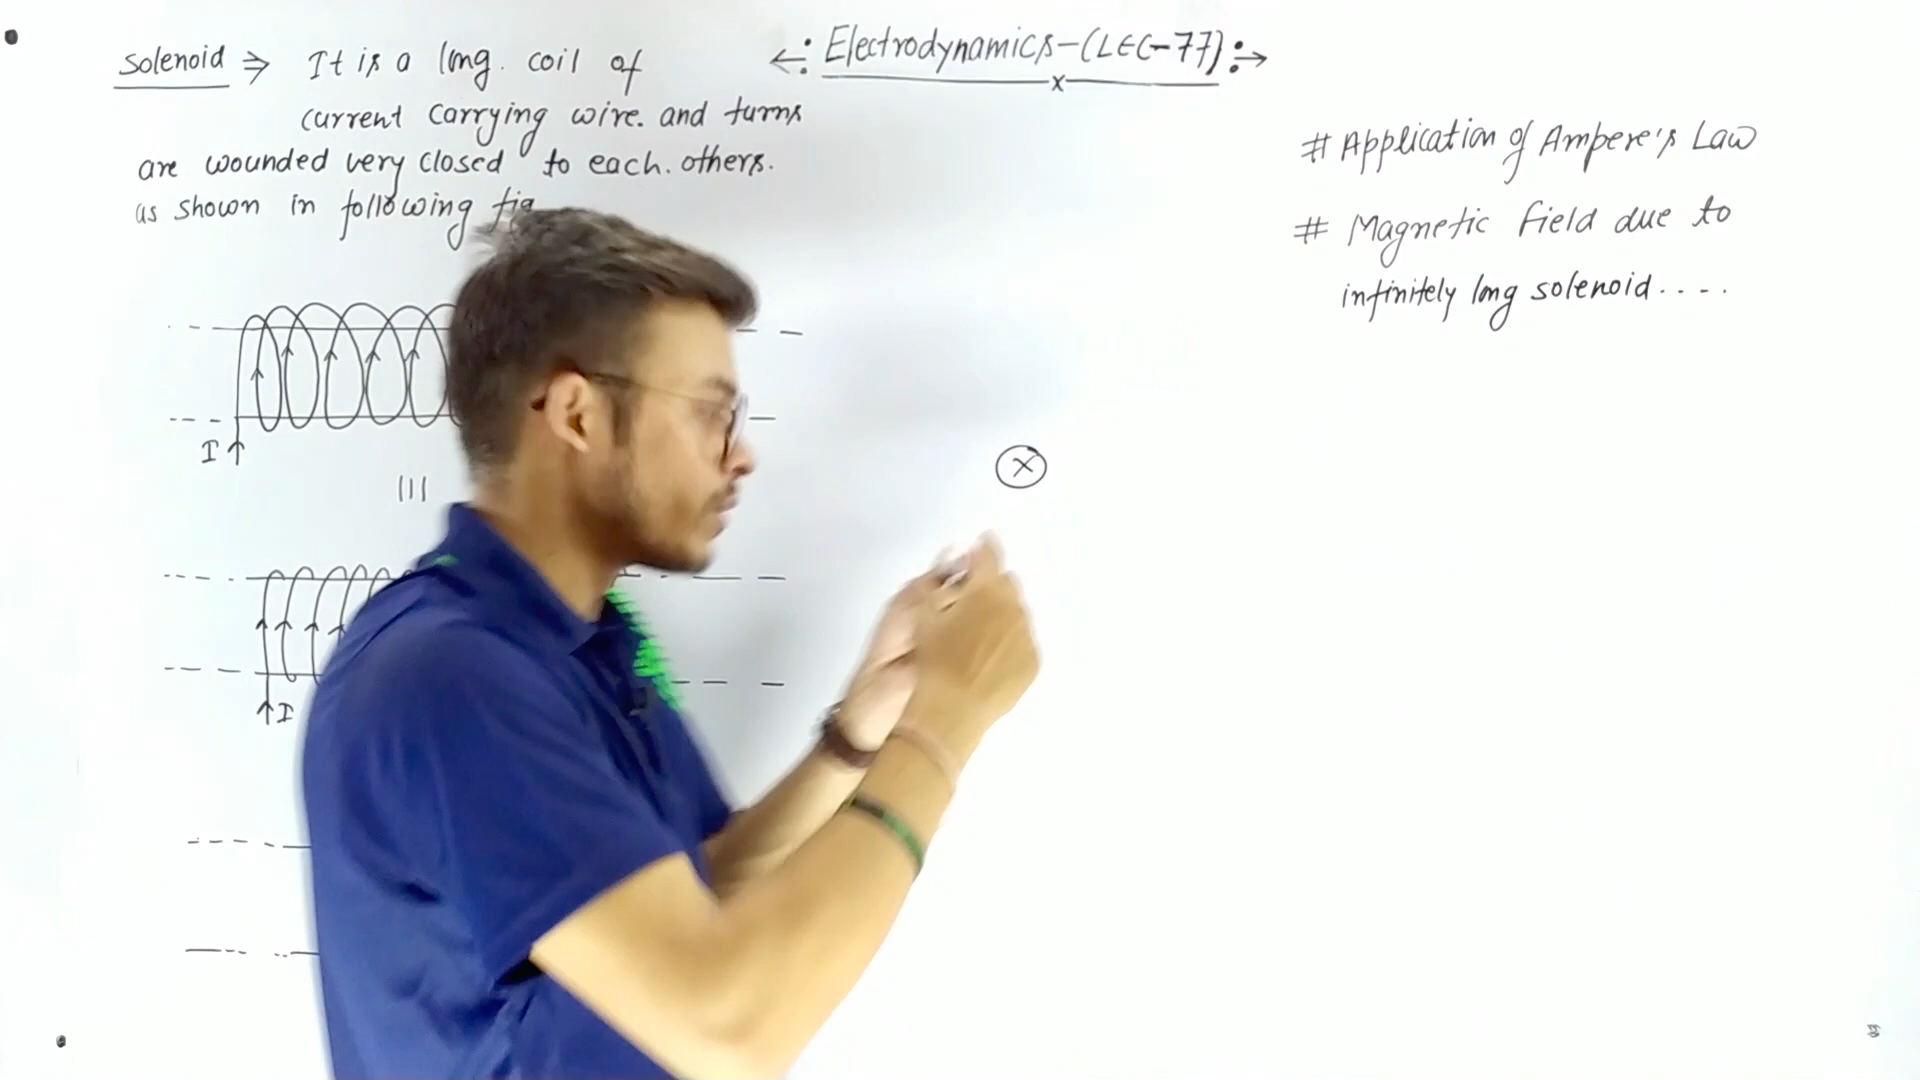 Solenoid ⇒ It is a long. coil of
current carrying wire. and turns
are wounded very closed to each. others.
as shown in following fig
←: Electrodynamics-(LEC-77):→
x
# Application of Ampere's Law
# Magnetic field due to
infinitely long solenoid....
I
I